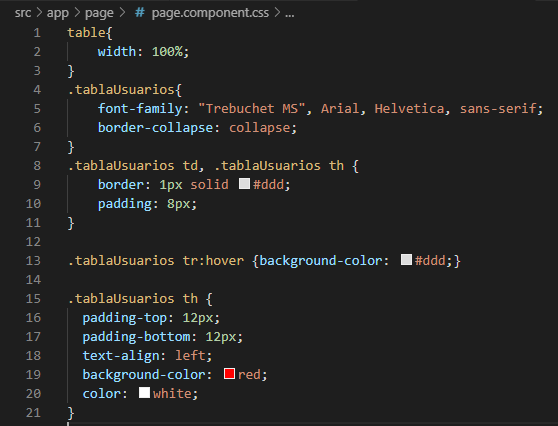 src > app > page > # page.component.css > ...
1 table{
2     width: 100%;
3 }
4 .tablaUsuarios{
5     font-family: "Trebuchet MS", Arial, Helvetica, sans-serif;
6     border-collapse: collapse;
7 }
8 .tablaUsuarios td, .tablaUsuarios th {
9     border: 1px solid #ddd;
10     padding: 8px;
11 }
12
13 .tablaUsuarios tr:hover {background-color: #ddd;}
14
15 .tablaUsuarios th {
16   padding-top: 12px;
17   padding-bottom: 12px;
18   text-align: left;
19   background-color: red;
20   color: white;
21 }